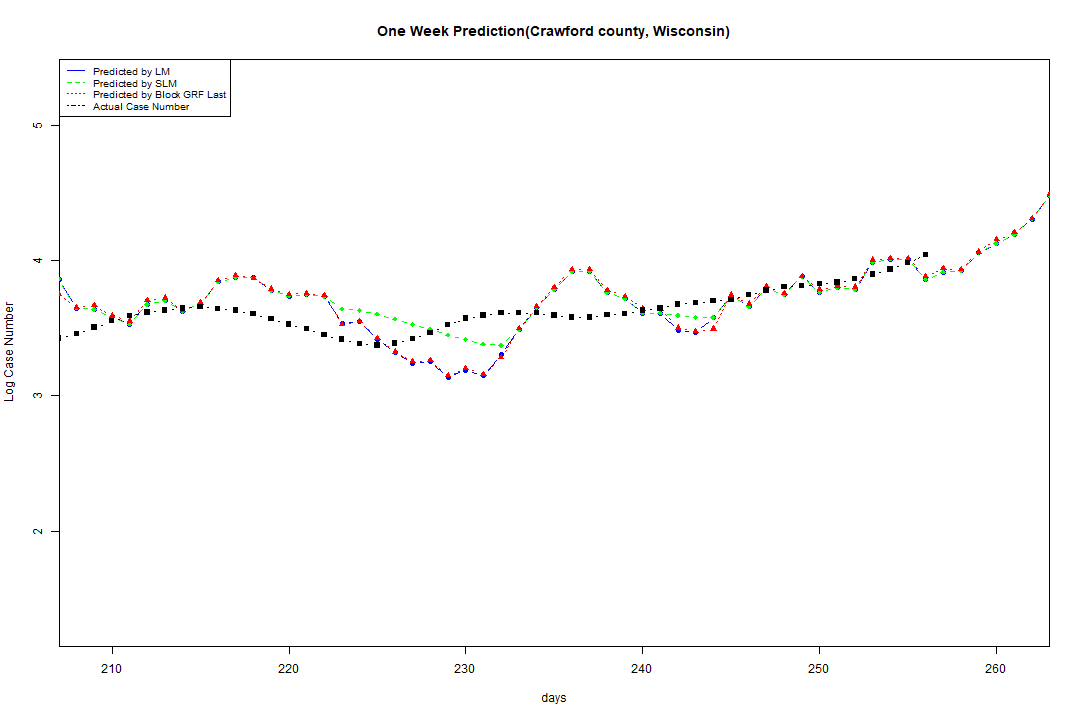 One Week Prediction(Crawford county, Wisconsin)
Predicted by LM
Predicted by SLM
Predicted by Block GRF Last
Actual Case Number
5
4
3
2
Log Case Number
210 220 230 240 250 260
days